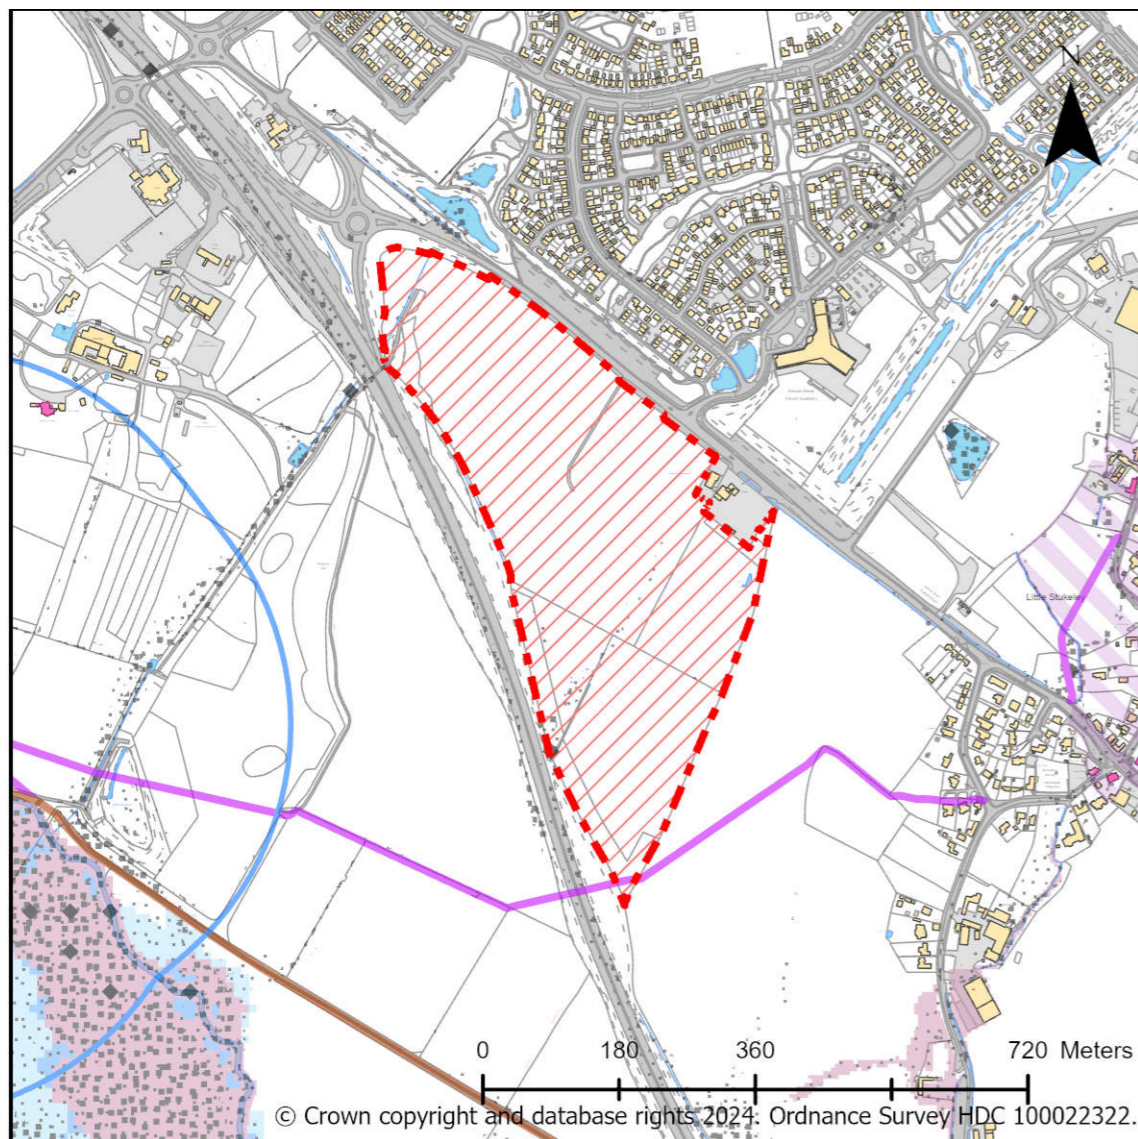 N
Little Stukeley
0 180 360 720 Meters
© Crown copyright and database rights 2024. Ordnance Survey HDC 100022322.